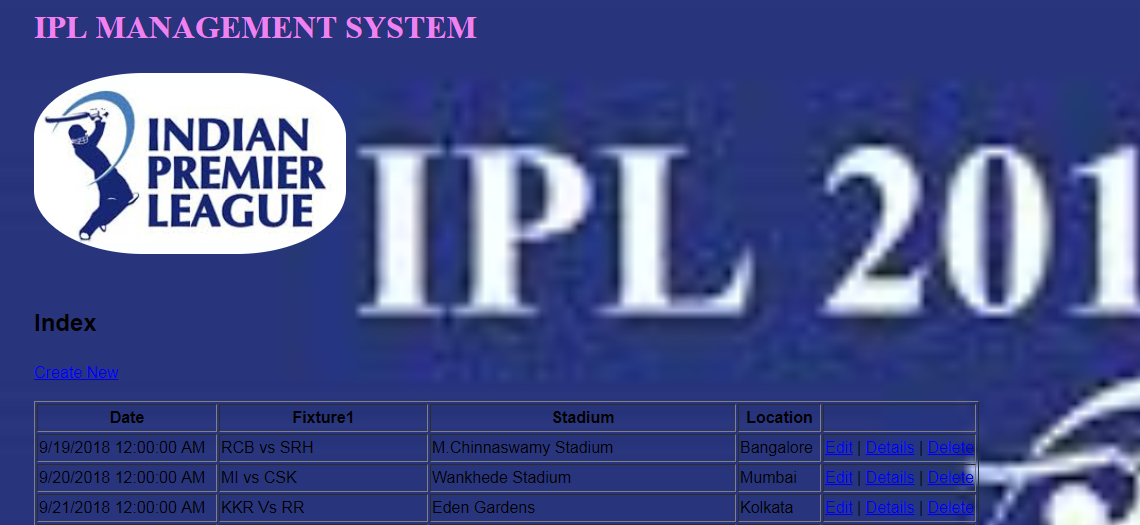 IPL MANAGEMENT SYSTEM
INDIAN
PREMIER
LEAGUE
IPL 201
Index
Create New
Date Fixture1 Stadium Location
9/19/2018 12:00:00 AM RCB vs SRH M.Chinnaswamy Stadium Bangalore Edit | Details | Delete
9/20/2018 12:00:00 AM MI vs CSK Wankhede Stadium Mumbai Edit | Details | Delete
9/21/2018 12:00:00 AM KKR Vs RR Eden Gardens Kolkata Edit | Details | Delete